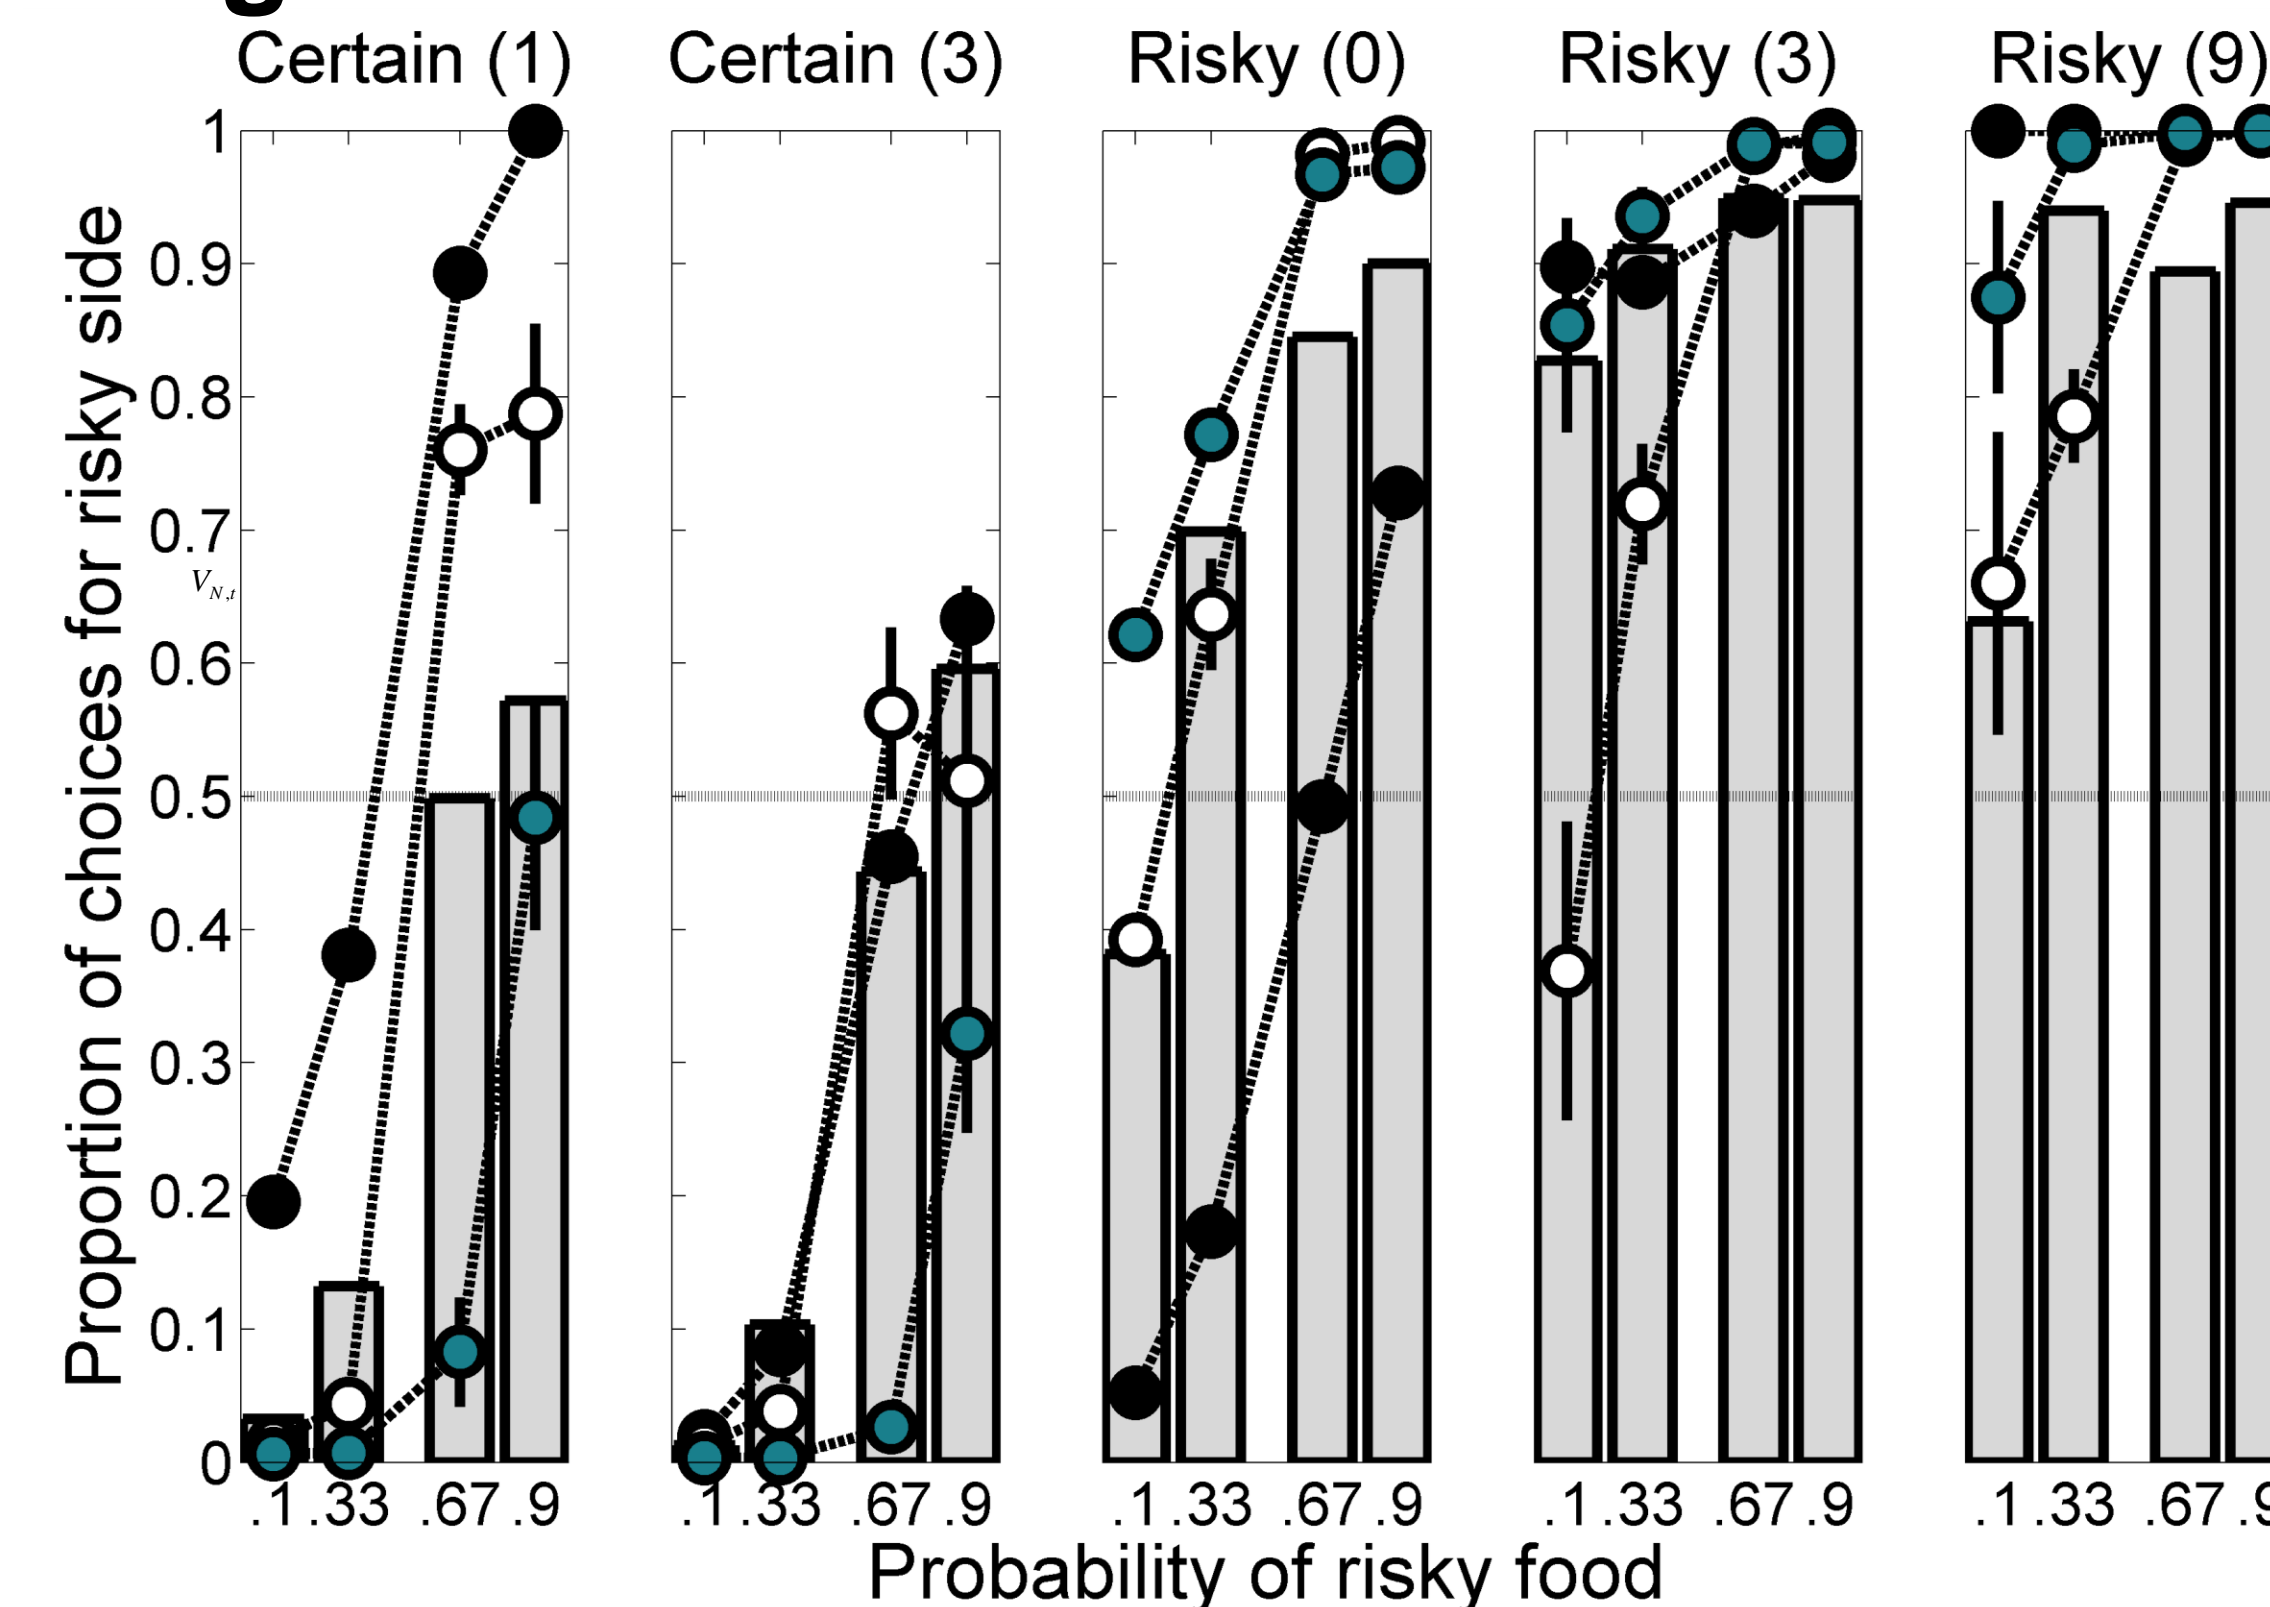 g
Certain (1) Certain (3) Risky (0) Risky (3) Risky (9)
Proportion of choices for risky side
1
0.9
0.8
0.7
V_{N,t}
0.6
0.5
0.4
0.3
0.2
0.1
0
.1 .33 .67 .9 .1 .33 .67 .9 .1 .33 .67 .9 .1 .33 .67 .9 .1 .33 .67 .9
Probability of risky food